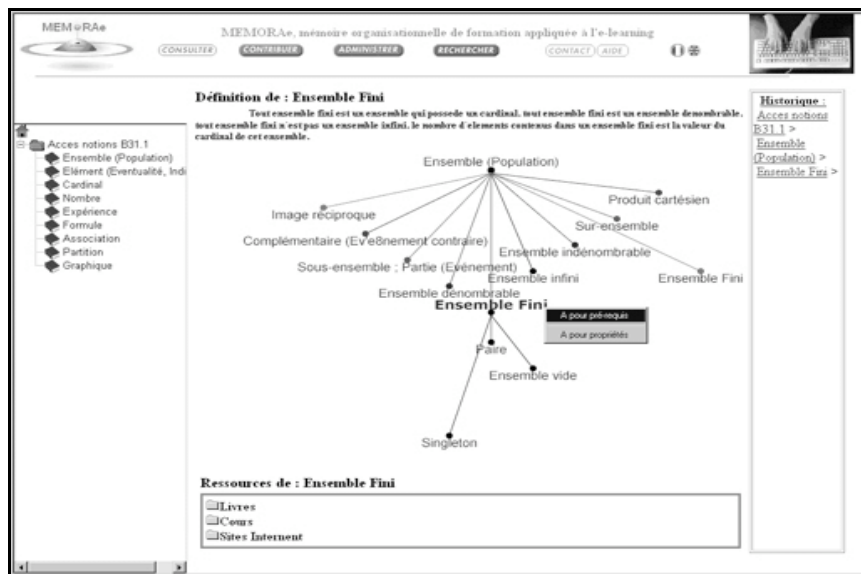 MEMORAe
MEMORAe, mémoire organisationnelle de formation appliquée à l'e-learning
CONSULTER CONTRIBUER ADMINISTRER RECHERCHER CONTACT AIDE
Acces notions B31.1
Ensemble (Population)
Elément (Eventualité, Indi
Cardinal
Nombre
Expérience
Formule
Association
Partition
Graphique
Définition de : Ensemble Fini
Tout ensemble fini est un ensemble qui possede un cardinal. tout ensemble fini est un ensemble denombrable.
tout ensemble fini n'est pas un ensemble infini. le nombre d'elements contenus dans un ensemble fini est la valeur du
cardinal de cet ensemble.
Ensemble (Population)
Produit cartésien
Image réciproque
Sur-ensemble
Complémentaire (Ev'e8nement contraire)
Ensemble indénombrable
Sous-ensemble ; Partie (Evénement)
Ensemble infini
Ensemble Fini
Ensemble dénombrable
Ensemble Fini
A pour pré-requis
A pour propriétés
Paire
Ensemble vide
Singleton
Ressources de : Ensemble Fini
Livres
Cours
Sites Internent
Historique :
Acces notions
B31.1 >
Ensemble
(Population) >
Ensemble Fini >